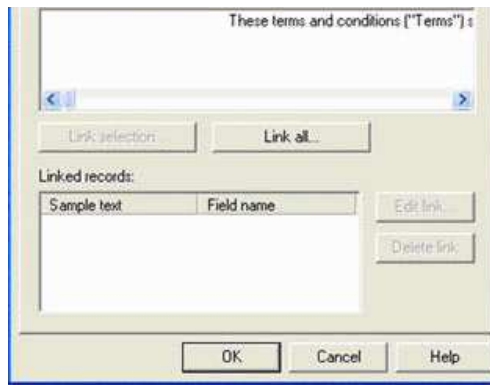 These terms and conditions ("Terms") s
Link selection...
Link all...
Linked records:
Sample text Field name
Edit link...
Delete link
OK Cancel Help